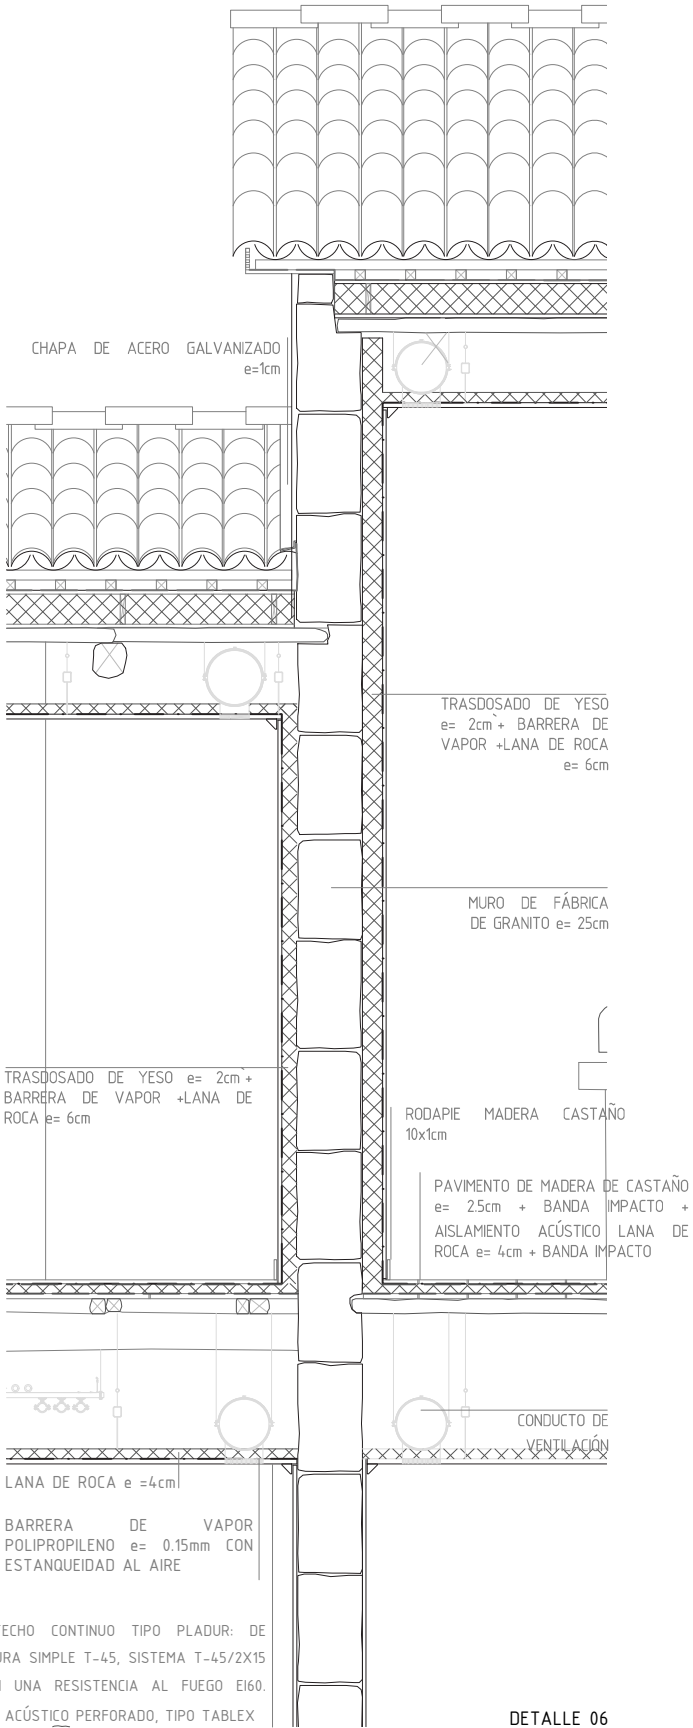 CHAPA DE ACERO GALVANIZADO
e=1cm
TRASDOSADO DE YESO
e= 2cm + BARRERA DE
VAPOR +LANA DE ROCA
e= 6cm
MURO DE FÁBRICA
DE GRANITO e= 25cm
TRASDOSADO DE YESO e= 2cm +
BARRERA DE VAPOR +LANA DE
ROCA e= 6cm
RODAPIE MADERA CASTAÑO
10x1cm
PAVIMENTO DE MADERA DE CASTAÑO
e= 2.5cm + BANDA IMPACTO +
AISLAMIENTO ACÚSTICO LANA DE
ROCA e= 4cm + BANDA IMPACTO
CONDUCTO DE
VENTILACIÓN
LANA DE ROCA e =4cm
BARRERA DE VAPOR
POLIPROPILENO e= 0.15mm CON
ESTANQUEIDAD AL AIRE
ECHO CONTINUO TIPO PLADUR: DE
URA SIMPLE T-45, SISTEMA T-45/2X15
UNA RESISTENCIA AL FUEGO EI60.
ACÚSTICO PERFORADO, TIPO TABLEX
DETALLE 06